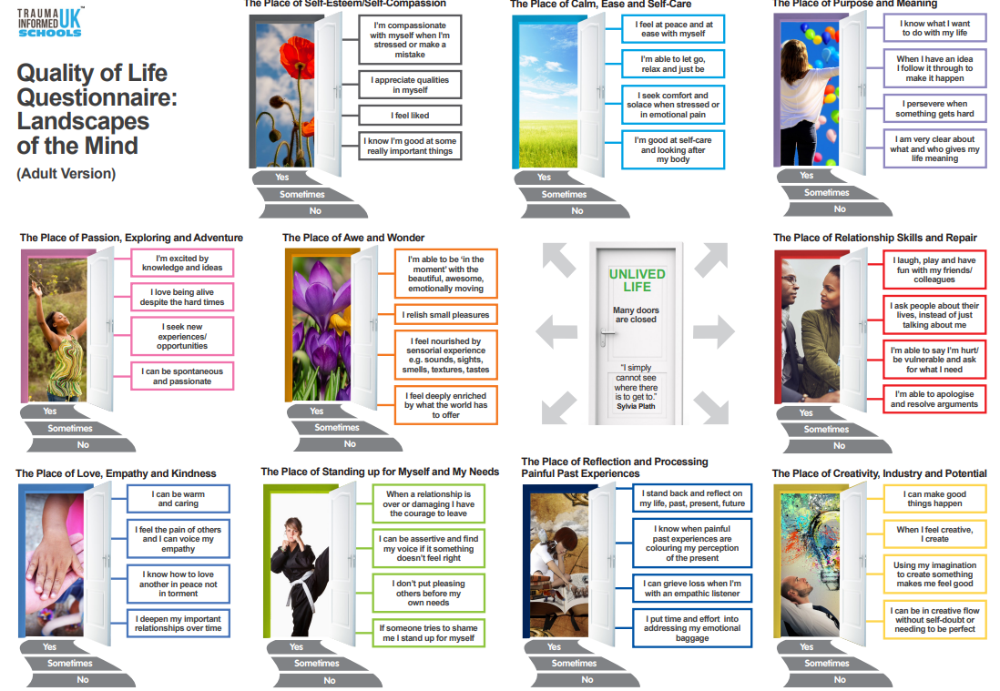 TRAUMA
INFORMED UK™
SCHOOLS
Quality of Life
Questionnaire:
Landscapes
of the Mind
(Adult Version)
The Place of Self-Esteem/Self-Compassion
I'm compassionate
with myself when I'm
stressed or make a
mistake
I appreciate qualities
in myself
I feel liked
I know I'm good at some
really important things
Yes
Sometimes
No
The Place of Calm, Ease and Self-Care
I feel at peace and at
ease with myself
I'm able to let go,
relax and just be
I seek comfort and
solace when stressed or
in emotional pain
I'm good at self-care
and looking after
my body
Yes
Sometimes
No
The Place of Purpose and Meaning
I know what I want
to do with my life
When I have an idea
I follow it through to
make it happen
I persevere when
something gets hard
I am very clear about
what and who gives my
life meaning
Yes
Sometimes
No
The Place of Passion, Exploring and Adventure
I'm excited by
knowledge and ideas
I love being alive
despite the hard times
I seek new
experiences/
opportunities
I can be spontaneous
and passionate
Yes
Sometimes
No
The Place of Awe and Wonder
I'm able to be 'in the
moment' with the
beautiful, awesome,
emotionally moving
I relish small pleasures
I feel nourished by
sensorial experience
e.g. sounds, sights,
smells, textures, tastes
I feel deeply enriched
by what the world has
to offer
Yes
Sometimes
No
UNLIVED
LIFE
Many doors
are closed
"I simply
cannot see
where there
is to get to."
Sylvia Plath
The Place of Relationship Skills and Repair
I laugh, play and have
fun with my friends/
colleagues
I ask people about their
lives, instead of just
talking about me
I'm able to say I'm hurt/
be vulnerable and ask
for what I need
I'm able to apologise
and resolve arguments
Yes
Sometimes
No
The Place of Love, Empathy and Kindness
I can be warm
and caring
I feel the pain of others
and I can voice my
empathy
I know how to love
another in peace not
in torment
I deepen my important
relationships over time
Yes
Sometimes
No
The Place of Standing up for Myself and My Needs
When a relationship is
over or damaging I have
the courage to leave
I can be assertive and find
my voice if it something
doesn't feel right
I don't put pleasing
others before my
own needs
If someone tries to shame
me I stand up for myself
Yes
Sometimes
No
The Place of Reflection and Processing
Painful Past Experiences
I stand back and reflect on
my life, past, present, future
I know when painful
past experiences are
colouring my perception
of the present
I can grieve loss when I'm
with an empathic listener
I put time and effort into
addressing my emotional
baggage
Yes
Sometimes
No
The Place of Creativity, Industry and Potential
I can make good
things happen
When I feel creative,
I create
Using my imagination
to create something
makes me feel good
I can be in creative flow
without self-doubt or
needing to be perfect
Yes
Sometimes
No